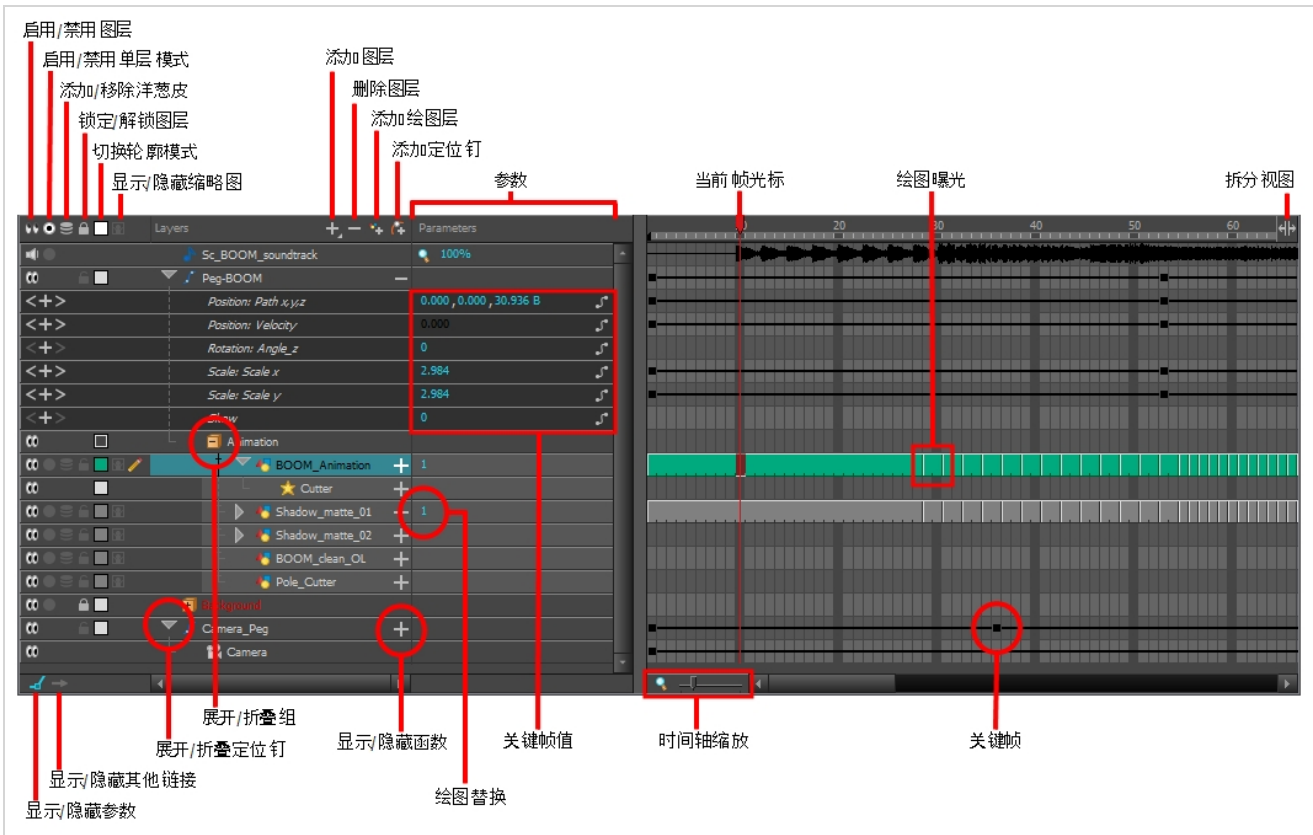 启用/禁用图层
启用/禁用单层模式
添加/移除洋葱皮
锁定/解锁图层
切换轮廓模式
显示/隐藏缩略图
添加图层
删除图层
添加绘图层
添加定位钉
参数
当前帧光标
绘图曝光
拆分视图
Layers
Parameters
20
30
40
50
60
Sc_BOOM_soundtrack
100%
Peg-BOOM
Position: Path x,y,z
0.000 , 0.000 , 30.936 B
Position: Velocity
0.000
Rotation: Angle_z
0
Scale: Scale x
2.984
Scale: Scale y
2.984
Skew
0
Animation
BOOM_Animation
1
Cutter
Shadow_matte_01
1
Shadow_matte_02
BOOM_clean_OL
Pole_Cutter
Background
Camera_Peg
Camera
展开/折叠组
展开/折叠定位钉
显示/隐藏其他链接
显示/隐藏参数
显示/隐藏函数
关键帧值
绘图替换
时间轴缩放
关键帧